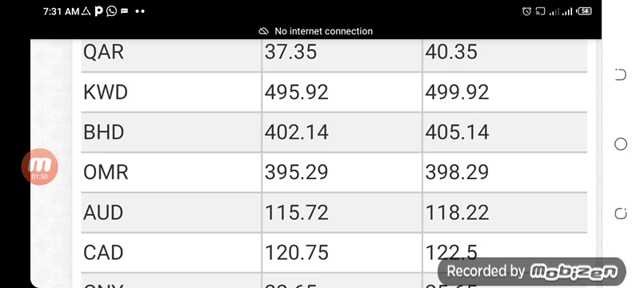 7:31 AM
54
No internet connection
QAR 37.35 40.35
KWD 495.92 499.92
BHD 402.14 405.14
OMR 395.29 398.29
AUD 115.72 118.22
CAD 120.75 122.5
01:50
Recorded by mobizen